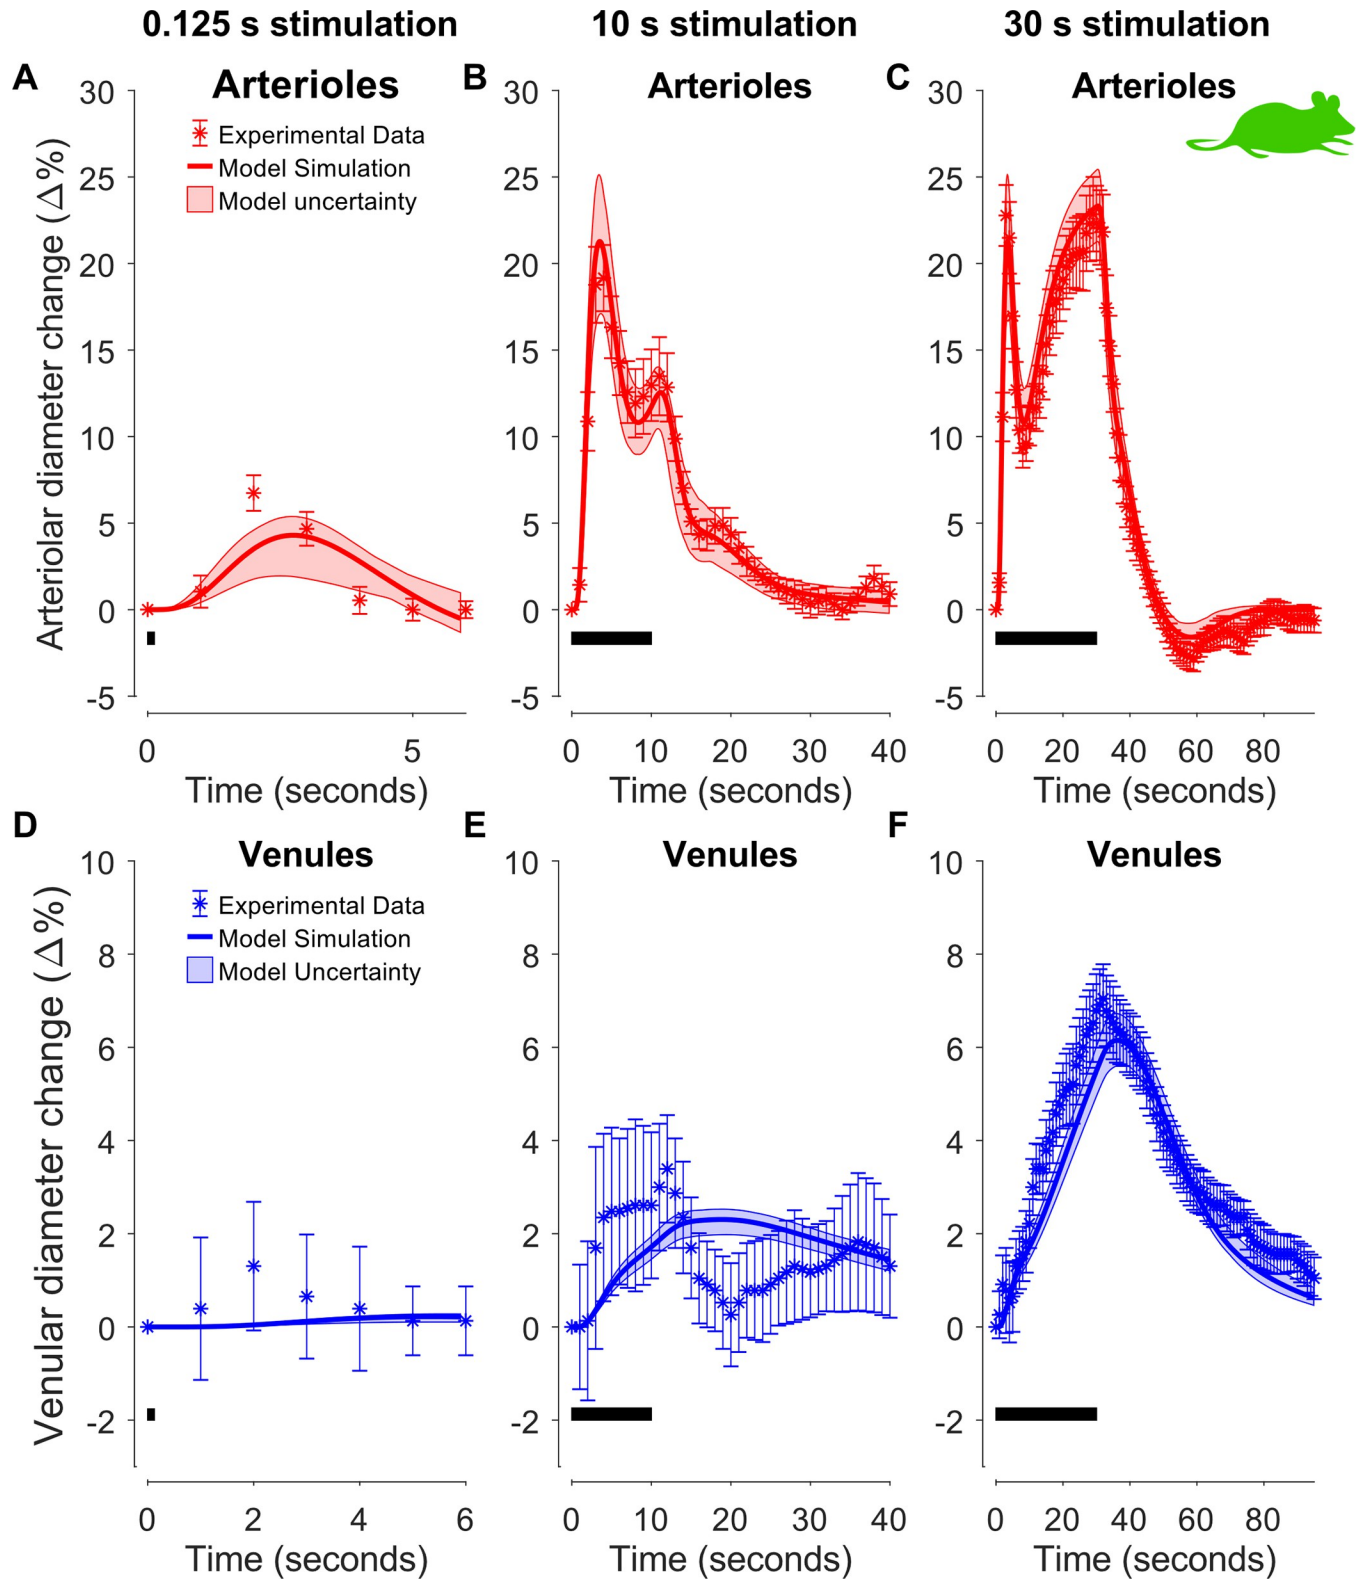 0.125 s stimulation 10 s stimulation 30 s stimulation
A Arterioles B Arterioles C Arterioles
Arteriolar diameter change (Δ%)
30 30 30
Experimental Data
Model Simulation
25 25 25
Model uncertainty
20 20 20
15 15 15
10 10 10
5 5 5
0 0 0
-5 -5 -5
0 5 0 10 20 30 40 0 20 40 60 80
Time (seconds) Time (seconds) Time (seconds)
D Venules E Venules F Venules
Venular diameter change (Δ%)
10 10 10
Experimental Data
Model Simulation
Model Uncertainty
8 8 8
6 6 6
4 4 4
2 2 2
0 0 0
-2 -2 -2
0 2 4 6 0 10 20 30 40 0 20 40 60 80
Time (seconds) Time (seconds) Time (seconds)